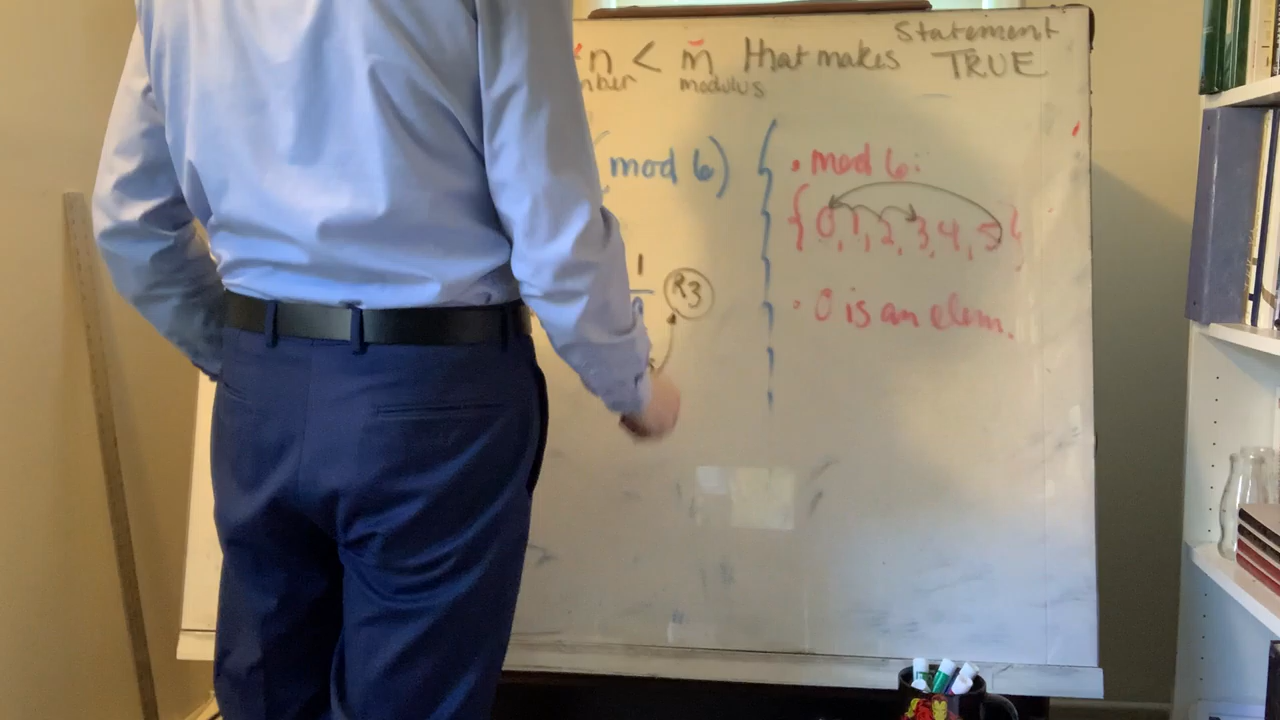 Statement
n < m that makes TRUE
modulus
(mod 6)
1
R3
• mod 6:
{0, 1, 2, 3, 4, 5}
• 0 is an elem.